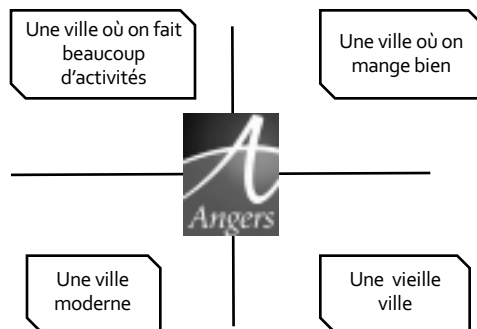 Une ville où on fait
beaucoup
d'activités
Une ville où on
mange bien
A
Angers
Une ville
moderne
Une vieille
ville